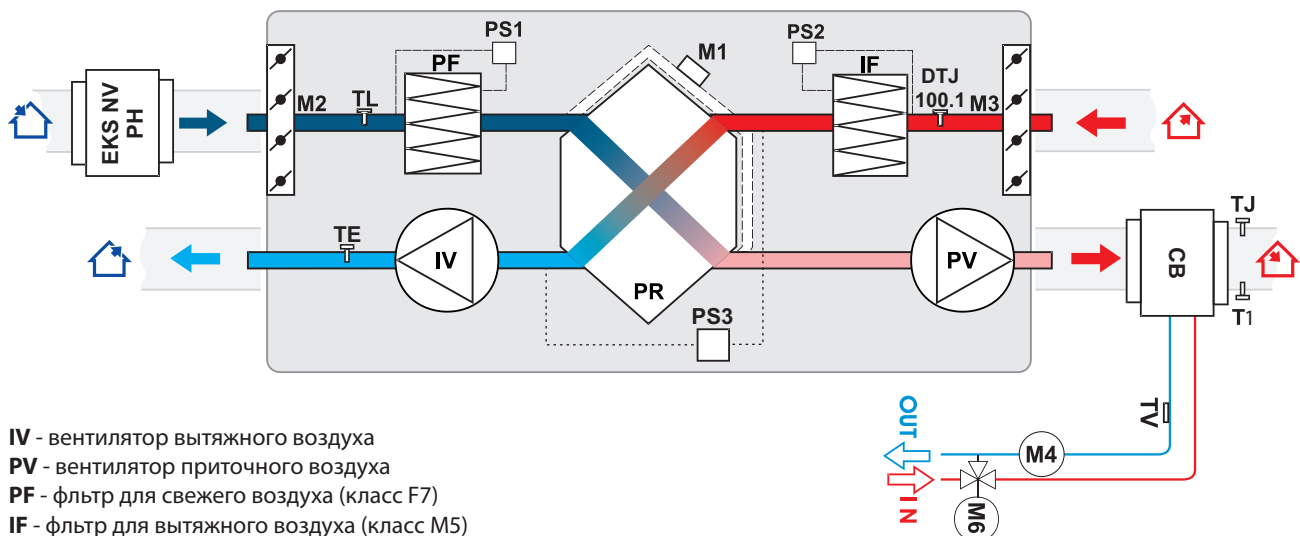 PS1
PS2
M1
PF
IF
EKS NV
PH
M2
TL
DTJ
100.1
M3
TE
IV
PR
PV
PS3
TJ
CB
T1
TV
OUT
M4
IN
M6
IV - вентилятор вытяжного воздуха
PV - вентилятор приточного воздуха
PF - фльтр для свежего воздуха (класс F7)
IF - фльтр для вытяжного воздуха (класс M5)